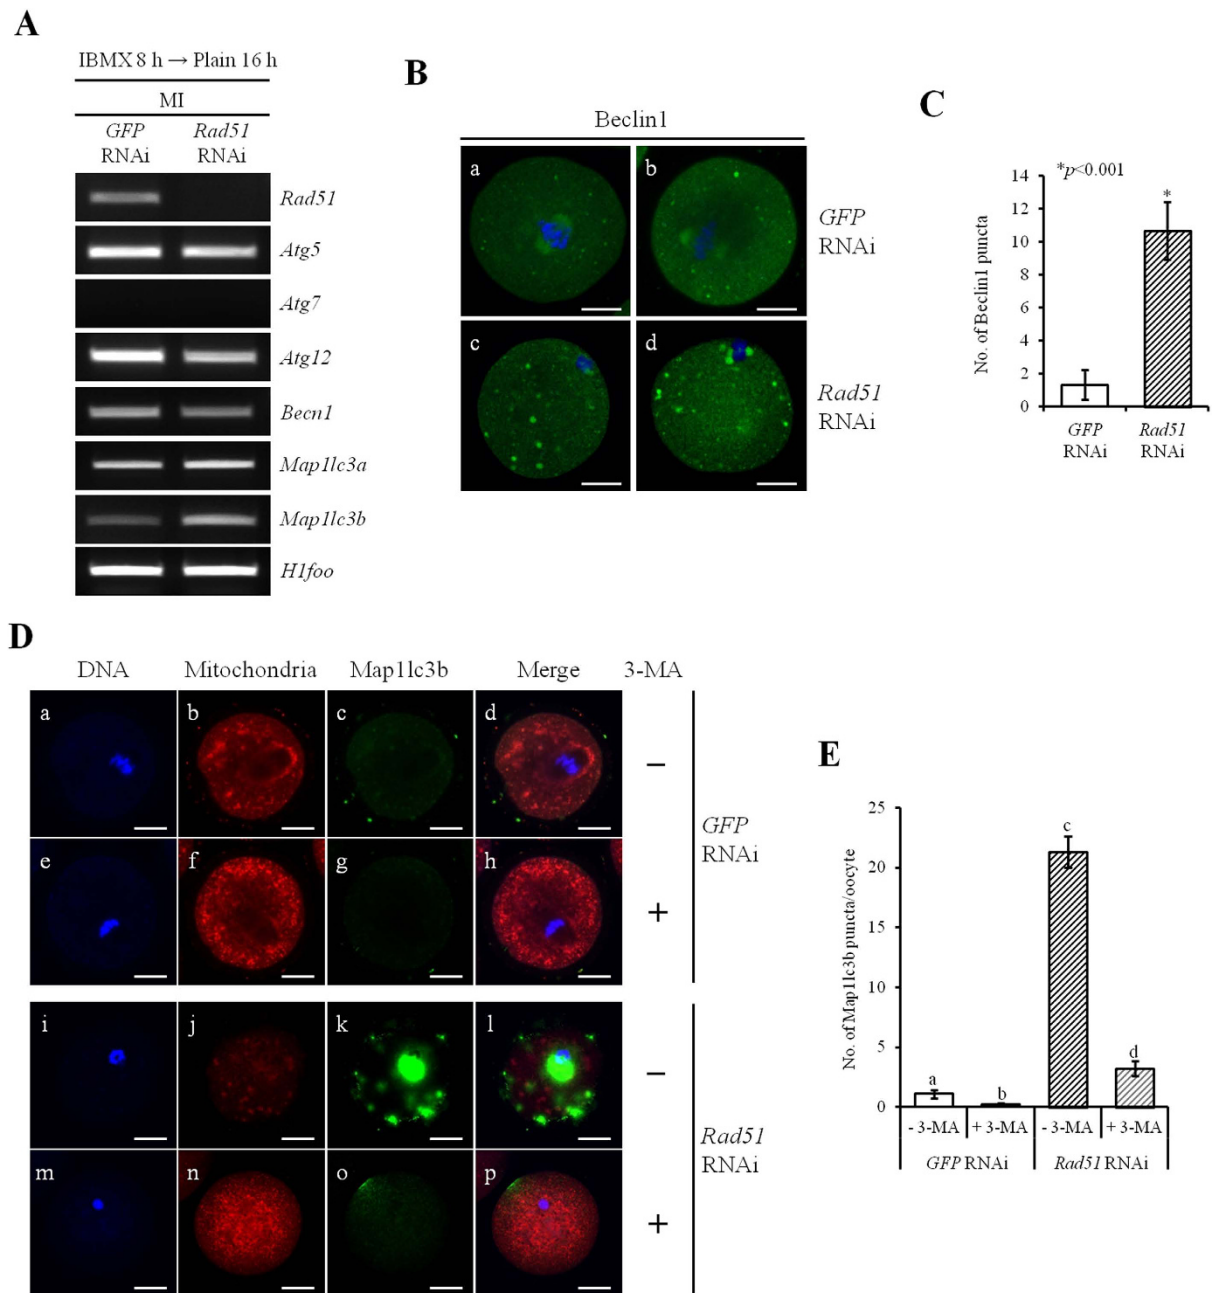 A
IBMX 8 h → Plain 16 h
MI
GFP RNAi
Rad51 RNAi
Rad51
Atg5
Atg7
Atg12
Becn1
Map1lc3a
Map1lc3b
H1foo
B
Beclin1
a
b
GFP
RNAi
c
d
Rad51
RNAi
C
*p<0.001
*
14
12
10
8
6
4
2
0
No. of Beclin1 puncta
GFP RNAi
Rad51 RNAi
D
DNA Mitochondria Map1lc3b Merge 3-MA
a b c d −
e f g h +
GFP
RNAi
i j k l −
m n o p +
Rad51
RNAi
E
25
20
15
10
5
0
No. of Map1lc3b puncta/oocyte
a
b
c
d
- 3-MA + 3-MA - 3-MA + 3-MA
GFP RNAi Rad51 RNAi